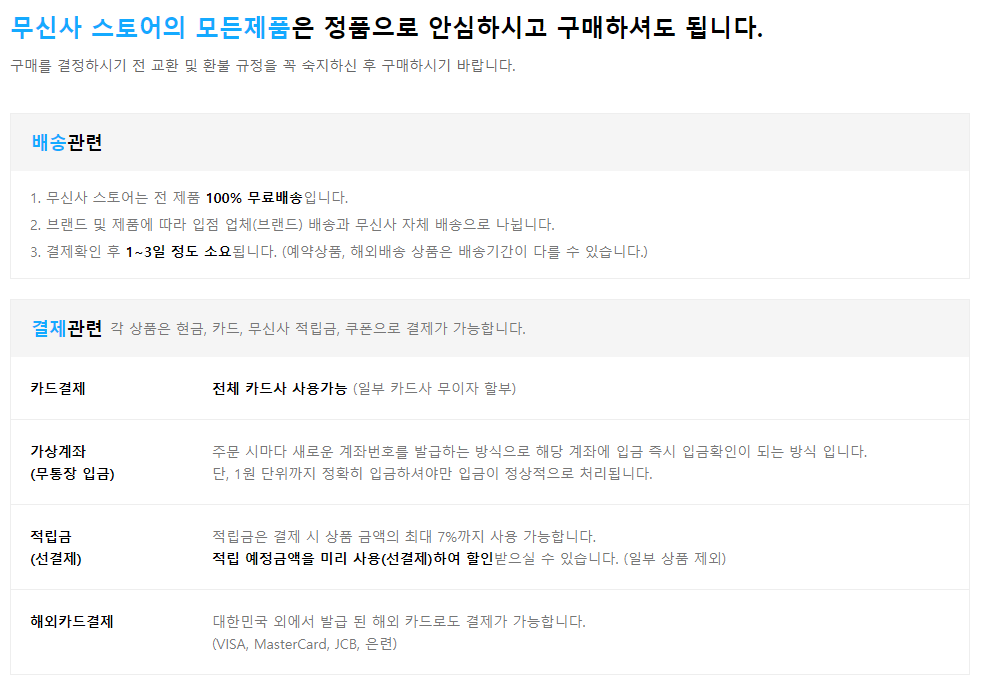 무신사 스토어의 모든제품은 정품으로 안심하시고 구매하셔도 됩니다.
구매를 결정하시기 전 교환 및 환불 규정을 꼭 숙지하신 후 구매하시기 바랍니다.
배송관련
1. 무신사 스토어는 전 제품 100% 무료배송입니다.
2. 브랜드 및 제품에 따라 입점 업체(브랜드) 배송과 무신사 자체 배송으로 나뉩니다.
3. 결제확인 후 1~3일 정도 소요됩니다. (예약상품, 해외배송 상품은 배송기간이 다를 수 있습니다.)
결제관련 각 상품은 현금, 카드, 무신사 적립금, 쿠폰으로 결제가 가능합니다.
카드결제
전체 카드사 사용가능 (일부 카드사 무이자 할부)
가상계좌
(무통장 입금)
주문 시마다 새로운 계좌번호를 발급하는 방식으로 해당 계좌에 입금 즉시 입금확인이 되는 방식 입니다.
단, 1원 단위까지 정확히 입금하셔야만 입금이 정상적으로 처리됩니다.
적립금
(선결제)
적립금은 결제 시 상품 금액의 최대 7%까지 사용 가능합니다.
적립 예정금액을 미리 사용(선결제)하여 할인받으실 수 있습니다. (일부 상품 제외)
해외카드결제
대한민국 외에서 발급 된 해외 카드로도 결제가 가능합니다.
(VISA, MasterCard, JCB, 은련)